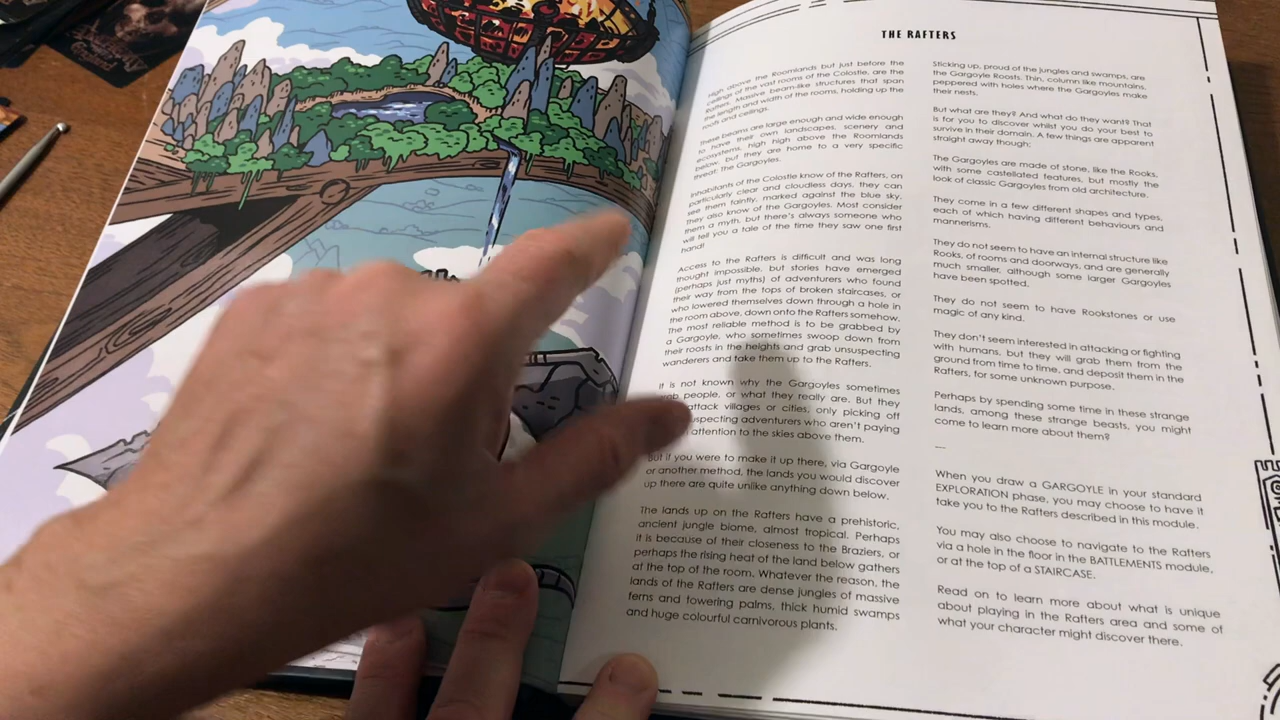 THE RAFTERS
High above the Roomlands but just before the
ceilings of the vast rooms of the Colostle, are the
Rafters. Massive beam-like structures that span
the length and width of the rooms, holding up the
roofs and ceilings.
These beams are large enough and wide enough
to have their own landscapes, scenery and
ecosystems, high high above the Roomlands
below, but they are home to a very specific
threat: The Gargoyles.
Inhabitants of the Colostle know of the Rafters, on
particularly clear and cloudless days, they can
see them faintly, marked against the blue sky.
They also know of the Gargoyles. Most consider
them a myth, but there's always someone who
will tell you a tale of the time they saw one first
hand!
Access to the Rafters is difficult and was long
thought impossible, but stories have emerged
(perhaps just myths) of adventurers who found
their way from the tops of broken staircases, or
who lowered themselves down through a hole in
the room above, down onto the Rafters somehow.
The most reliable method is to be grabbed by
a Gargoyle, who sometimes swoop down from
their roosts in the heights and grab unsuspecting
wanderers and take them up to the Rafters.
It is not known why the Gargoyles sometimes
people, or what they really are. But they
attack villages or cities, only picking off
attention to the skies above them.
But if you were to make it up there, via Gargoyle
or another method, the lands you would discover
up there are quite unlike anything down below.
The lands up on the Rafters have a prehistoric,
ancient jungle biome, almost tropical. Perhaps
it is because of their closeness to the Braziers, or
perhaps the rising heat of the land below gathers
at the top of the room. Whatever the reason, the
lands of the Rafters are dense jungles of massive
ferns and towering palms, thick humid swamps
and huge colourful carnivorous plants.
Sticking up, proud of the jungles and swamps, are
the Gargoyle Roosts. Thin, column like mountains,
peppered with holes where the Gargoyles make
their nests.
But what are they? And what do they want? That
is for you to discover whilst you do your best to
survive in their domain. A few things are apparent
straight away though:
The Gargoyles are made of stone, like the Rooks,
with some castellated features, but mostly the
look of classic Gargoyles from old architecture.
They come in a few different shapes and types,
each of which having different behaviours and
mannerisms.
They do not seem to have an internal structure like
Rooks, of rooms and doorways, and are generally
much smaller, although some larger Gargoyles
have been spotted.
They do not seem to have Rookstones or use
magic of any kind.
They don't seem interested in attacking or fighting
with humans, but they will grab them from the
ground from time to time, and deposit them in the
Rafters, for some unknown purpose.
Perhaps by spending some time in these strange
lands, among these strange beasts, you might
come to learn more about them?
—
When you draw a GARGOYLE in your standard
EXPLORATION phase, you may choose to have it
take you to the Rafters described in this module.
You may also choose to navigate to the Rafters
via a hole in the floor in the BATTLEMENTS module,
or at the top of a STAIRCASE.
Read on to learn more about what is unique
about playing in the Rafters area and some of
what your character might discover there.